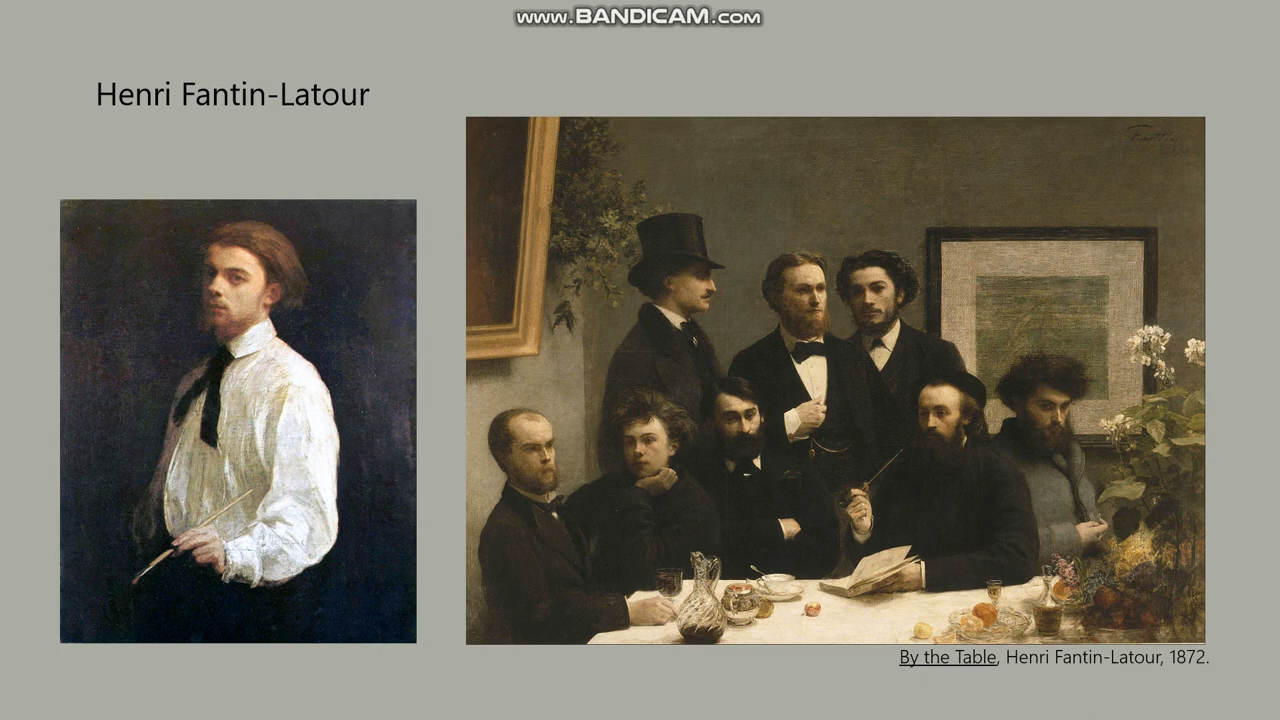 www.BANDICAM.com
Henri Fantin-Latour
By the Table, Henri Fantin-Latour, 1872.